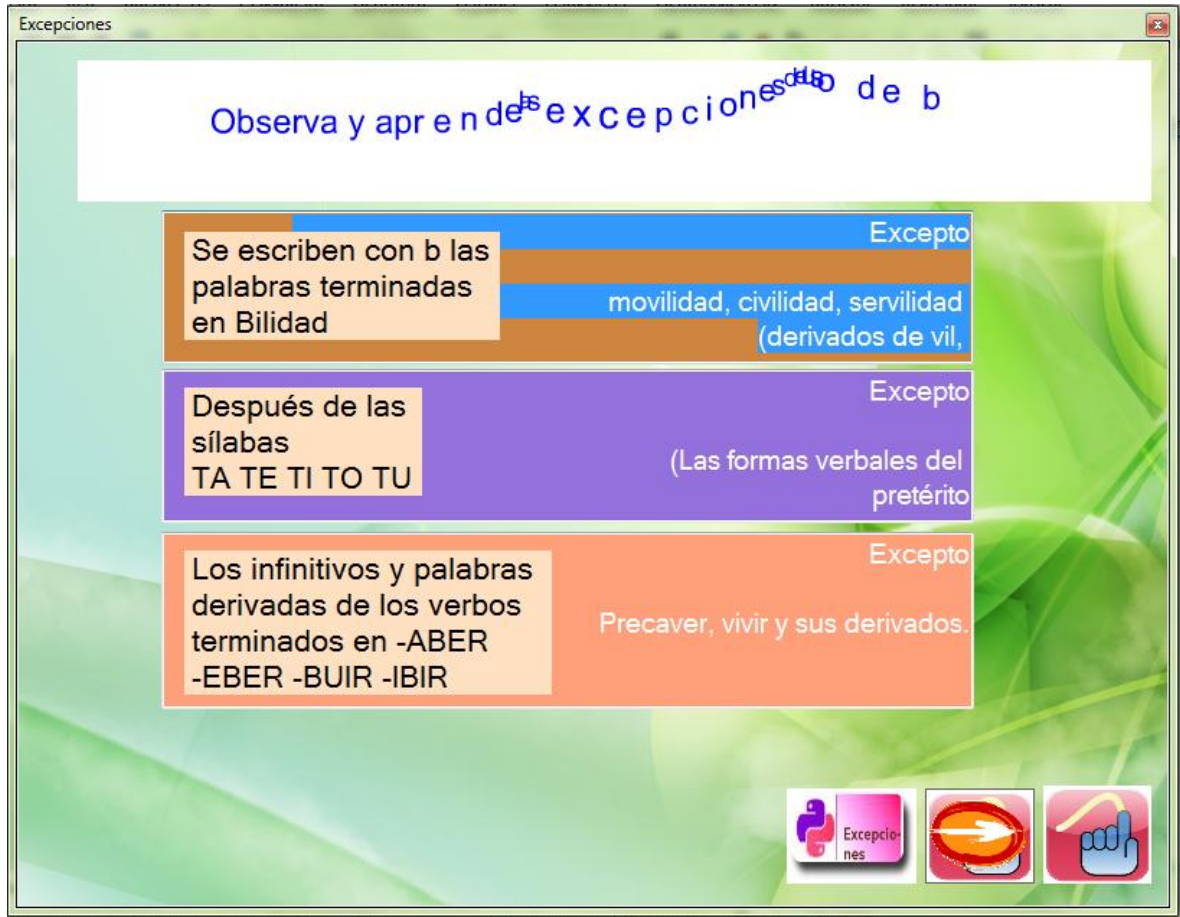 Excepciones
Observa y aprende las excepciones del uso de b
Se escriben con b las
palabras terminadas
en Bilidad
Excepto
movilidad, civilidad, servilidad
(derivados de vil,
Después de las
sílabas
TA TE TI TO TU
Excepto
(Las formas verbales del
pretérito
Los infinitivos y palabras
derivadas de los verbos
terminados en -ABER
-EBER -BUIR -IBIR
Excepto
Precaver, vivir y sus derivados.
Excepcio-
nes